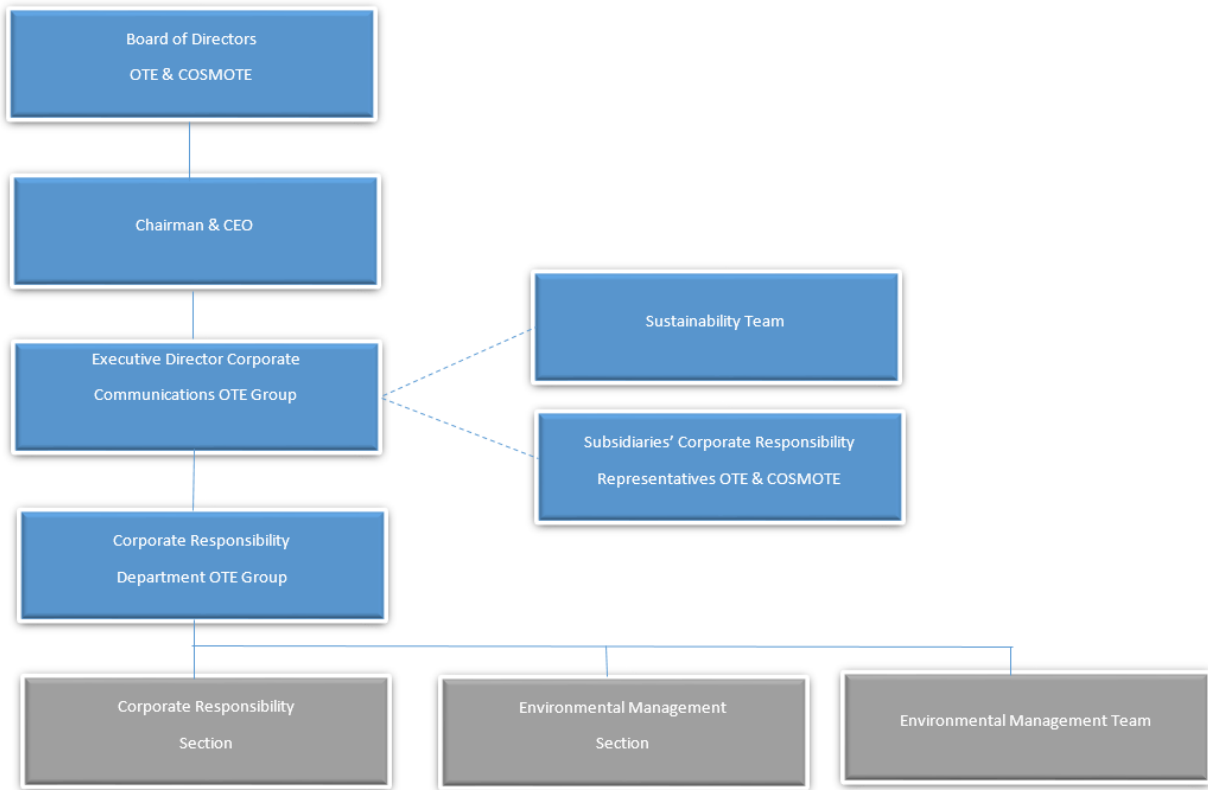 Board of Directors
OTE & COSMOTE
Chairman & CEO
Executive Director Corporate
Communications OTE Group
Sustainability Team
Subsidiaries’ Corporate Responsibility
Representatives OTE & COSMOTE
Corporate Responsibility
Department OTE Group
Corporate Responsibility
Section
Environmental Management
Section
Environmental Management Team